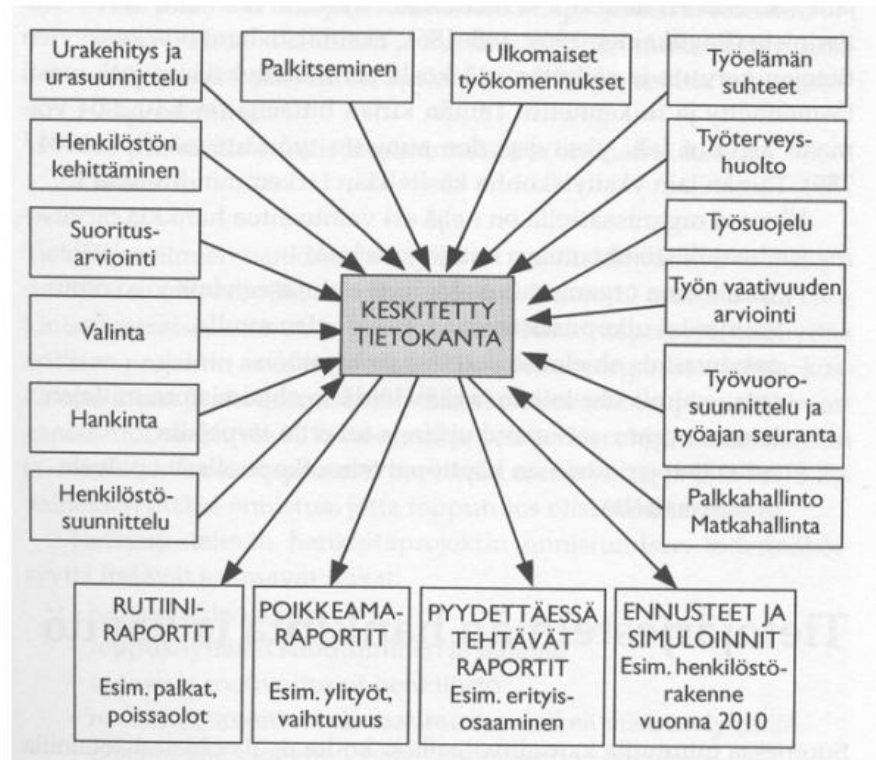 Urakehitys ja
urasuunnittelu
Palkitseminen
Ulkomaiset
työkomennukset
Työelämän
suhteet
Henkilöstön
kehittäminen
Työterveys-
huolto
Suoritus-
arviointi
Työsuojelu
Valinta
KESKITETTY
TIETOKANTA
Työn vaativuuden
arviointi
Hankinta
Työvuoro-
suunnittelu ja
työajan seuranta
Henkilöstö-
suunnittelu
Palkkahallinto
Matkahallinta
RUTIINI-
RAPORTIT
Esim. palkat,
poissaolot
POIKKEAMA-
RAPORTIT
Esim. ylityöt,
vaihtuvuus
PYYDETTÄESSÄ
TEHTÄVÄT
RAPORTIT
Esim. erityis-
osaaminen
ENNUSTEET JA
SIMULOINNIT
Esim. henkilöstö-
rakenne
vuonna 2010